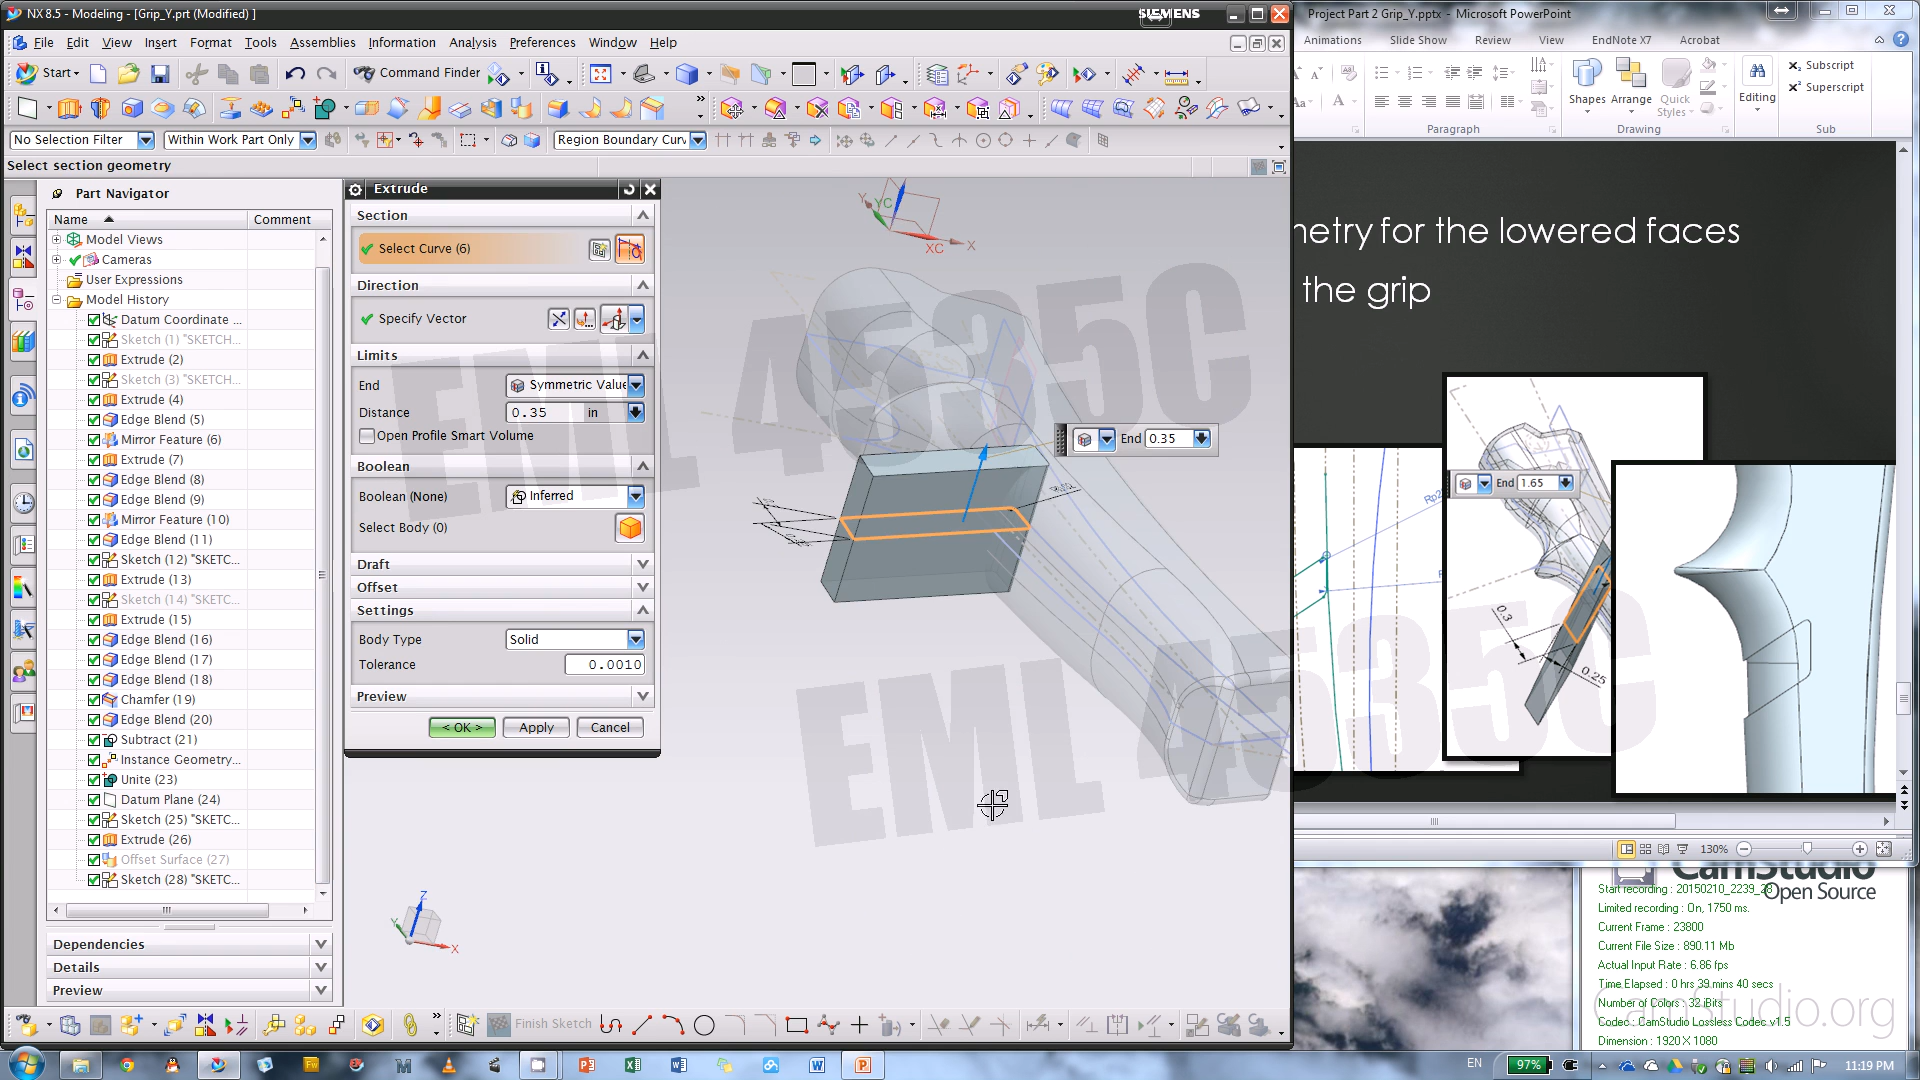 NX 8.5 - Modeling - [Grip_Y.prt (Modified) ]
SIEMENS
File Edit View Insert Format Tools Assemblies Information Analysis Preferences Window Help
Start
Command Finder
No Selection Filter
Within Work Part Only
Region Boundary Curv
Select section geometry
Part Navigator
Name
Comment
Model Views
Cameras
User Expressions
Model History
Datum Coordinate ...
Sketch (1) "SKETCH...
Extrude (2)
Sketch (3) "SKETCH...
Extrude (4)
Edge Blend (5)
Mirror Feature (6)
Extrude (7)
Edge Blend (8)
Edge Blend (9)
Mirror Feature (10)
Edge Blend (11)
Sketch (12) "SKETC...
Extrude (13)
Sketch (14) "SKETC...
Extrude (15)
Edge Blend (16)
Edge Blend (17)
Edge Blend (18)
Chamfer (19)
Edge Blend (20)
Subtract (21)
Instance Geometry...
Unite (23)
Datum Plane (24)
Sketch (25) "SKETC...
Extrude (26)
Offset Surface (27)
Sketch (28) "SKETC...
Dependencies
Details
Preview
Extrude
Section
Select Curve (6)
Direction
Specify Vector
Limits
End
Symmetric Value
Distance
0.35 in
Open Profile Smart Volume
Boolean
Boolean (None)
Inferred
Select Body (0)
Draft
Offset
Settings
Body Type
Solid
Tolerance
0.0010
Preview
< OK >
Apply
Cancel
YC
XC
X
Y
End 0.35
EML 4535C
EML 4535C
Z
Y
X
Finish Sketch
Project Part 2 Grip_Y.pptx - Microsoft PowerPoint
Animations Slide Show Review View EndNote X7 Acrobat
Shapes
Arrange
Quick Styles
Editing
Subscript
Superscript
Paragraph
Drawing
Sub
netry for the lowered faces
the grip
End 1.65
0.3
0.25
130%
CamStudio
Open Source
Start recording : 20150210_2239_28
Limited recording : On, 1750 ms.
Current Frame : 23800
Current File Size : 890.11 Mb
Actual Input Rate : 6.86 fps
Time Elapsed : 0 hrs 39 mins 40 secs
Number of Colors : 32 Bits
Codec : CamStudio Lossless Codec v1.5
Dimension : 1920 X 1080
CamStudio.org
EN
97%
11:19 PM